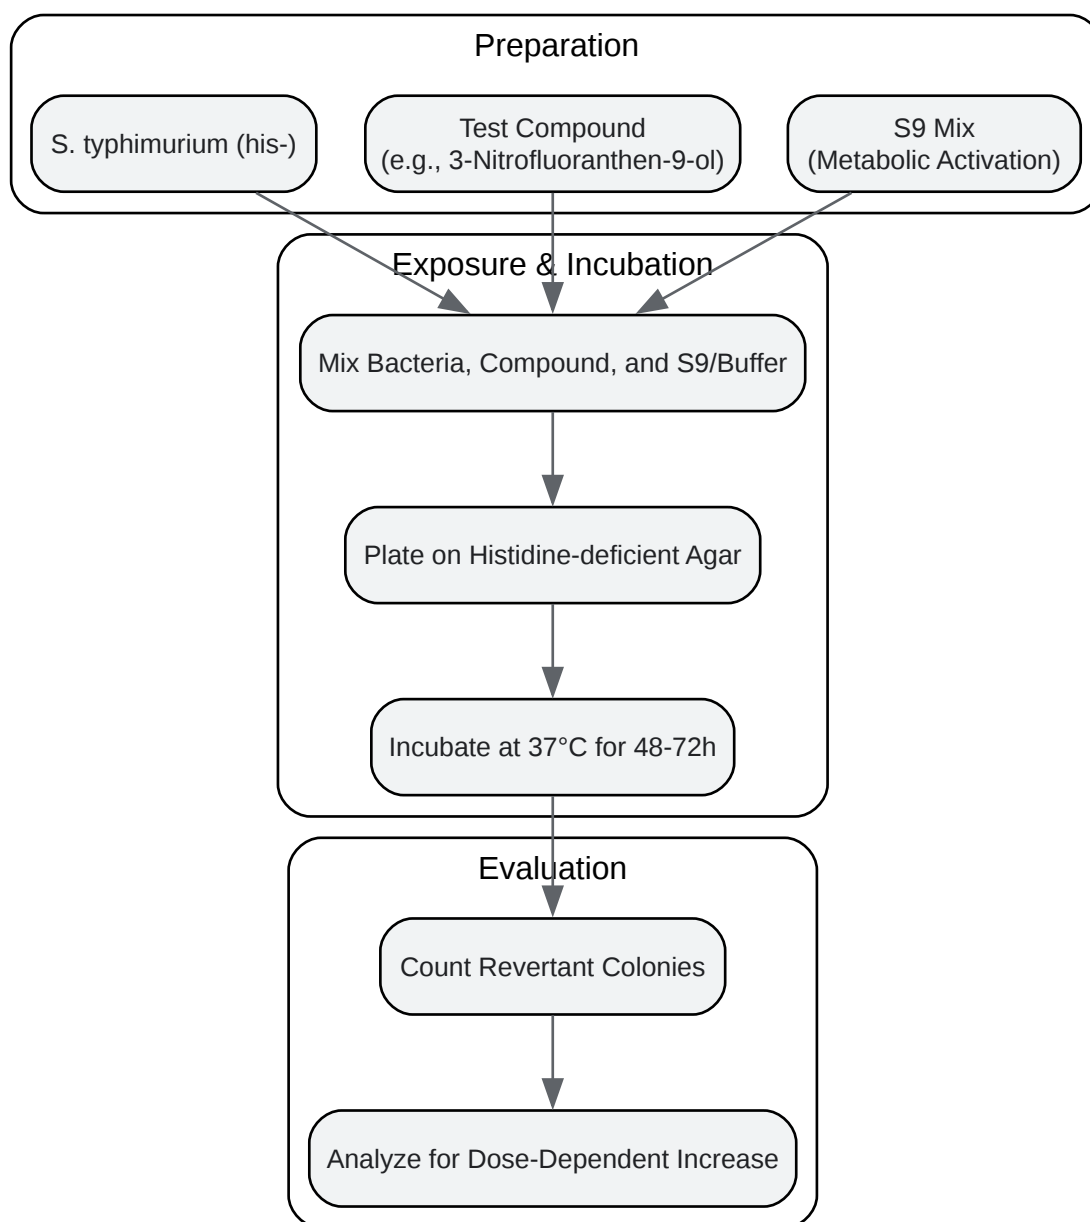 Preparation
S. typhimurium (his-)
Test Compound
(e.g., 3-Nitrofluoranthen-9-ol)
S9 Mix
(Metabolic Activation)
Exposure & Incubation
Mix Bacteria, Compound, and S9/Buffer
Plate on Histidine-deficient Agar
Incubate at 37°C for 48-72h
Evaluation
Count Revertant Colonies
Analyze for Dose-Dependent Increase